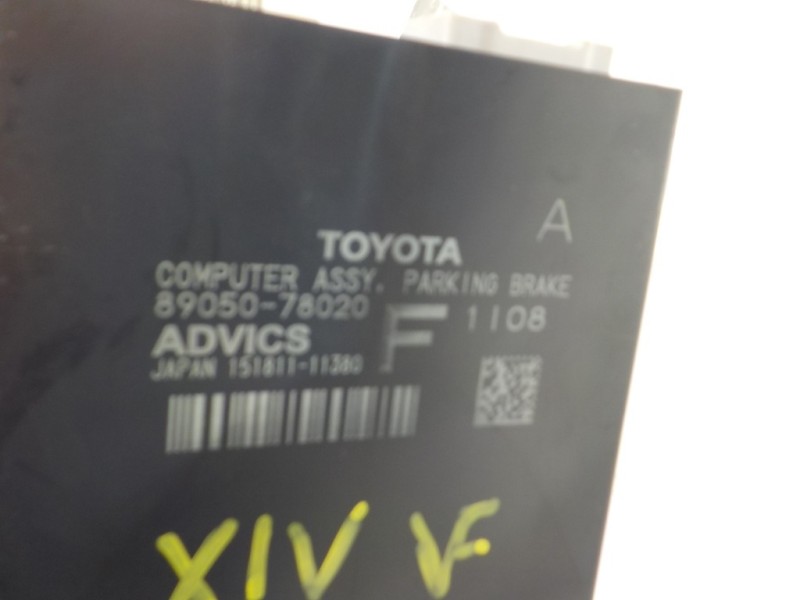 A
TOYOTA
COMPUTER ASSY, PARKING BRAKE
89050-78020
F 1108
ADVICS
JAPAN 151811-11380
XIV